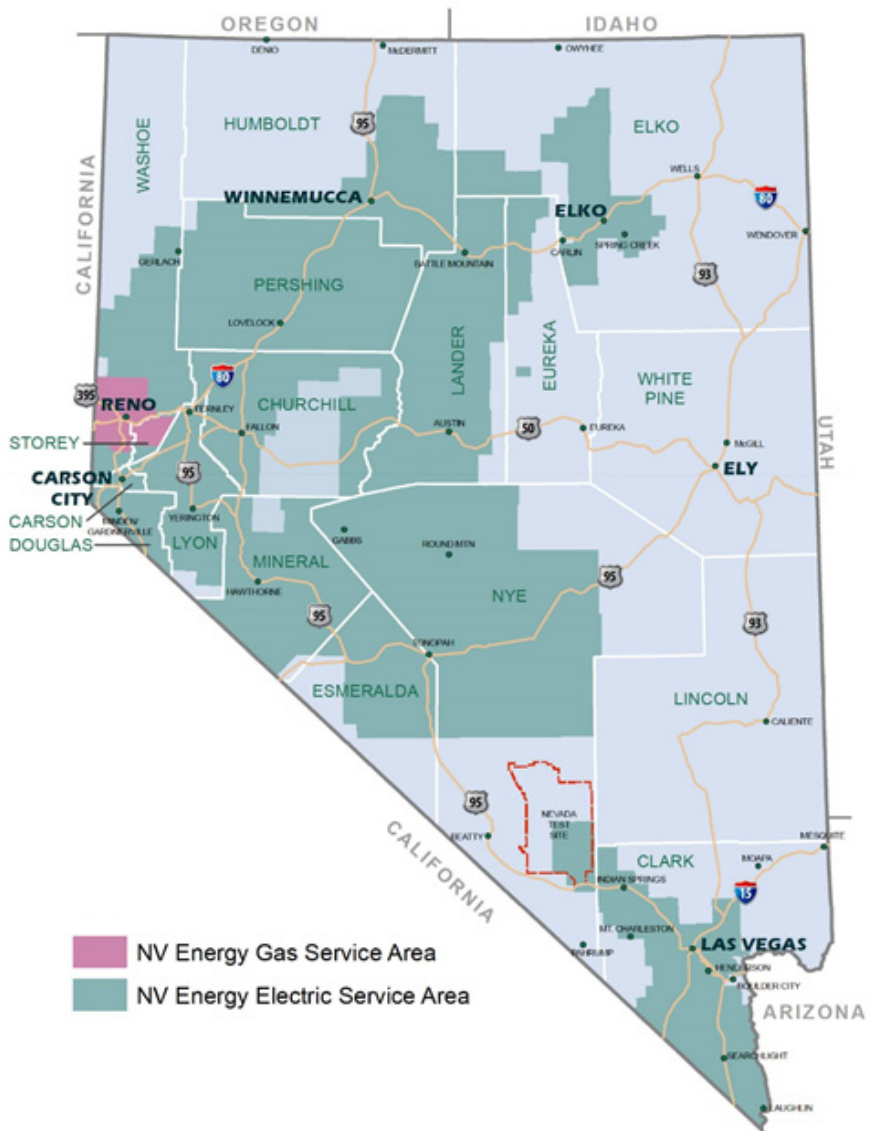 OREGON
IDAHO
DENIO
McDERMITT
OWYHEE
95
HUMBOLDT
ELKO
WASHOE
CALIFORNIA
WELLS
WINNEMUCCA
ELKO
80
CARLIN
SPRING CREEK
WENDOVER
GERLACH
BATTLE MOUNTAIN
93
PERSHING
LOVELOCK
LANDER
EUREKA
WHITE
PINE
80
395
RENO
FERNLEY
CHURCHILL
FALLON
AUSTIN
50
EUREKA
McGILL
UTAH
STOREY
CARSON
CITY
95
ELY
CARSON
MINDEN
GARDNERVILLE
YERINGTON
DOUGLAS
LYON
MINERAL
GABBS
ROUND MTN
HAWTHORNE
95
NYE
95
93
TONOPAH
ESMERALDA
LINCOLN
CALIENTE
95
NEVADA
TEST
SITE
BEATTY
CALIFORNIA
CLARK
MOAPA
MESQUITE
INDIAN SPRINGS
15
MT. CHARLESTON
PAHRUMP
LAS VEGAS
HENDERSON
BOULDER CITY
ARIZONA
SEARCHLIGHT
LAUGHLIN
NV Energy Gas Service Area
NV Energy Electric Service Area